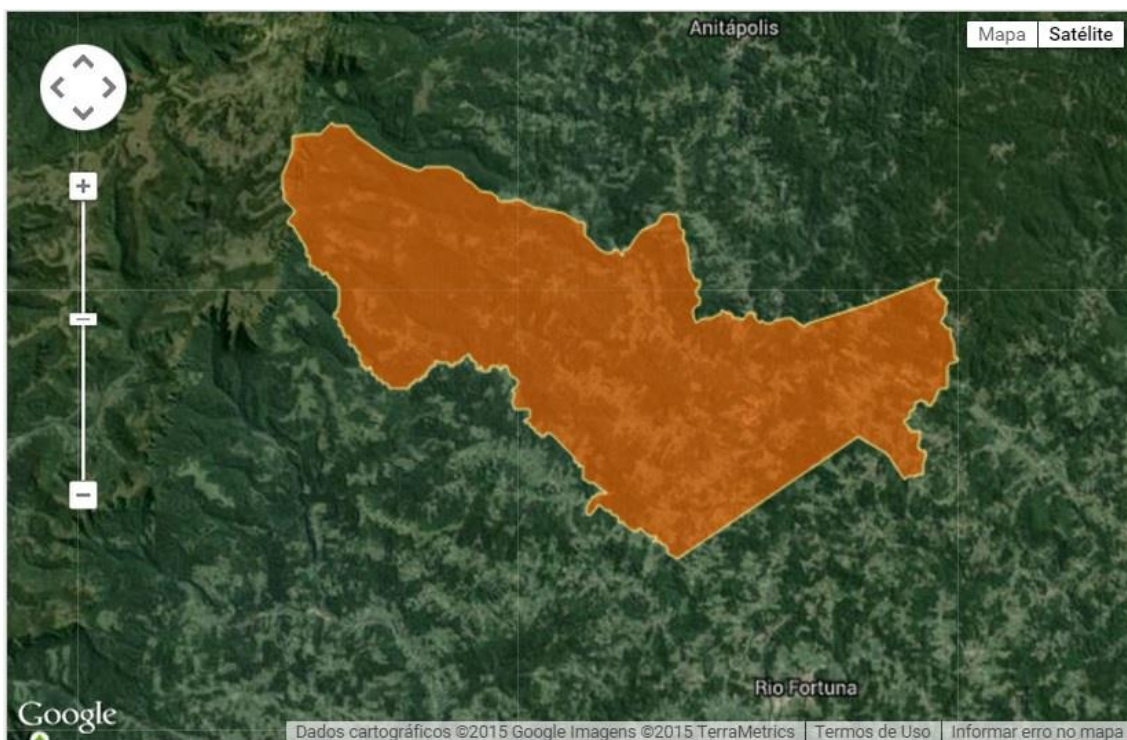 Anitápolis
Mapa
Satélite
Rio Fortuna
Google
Dados cartográficos ©2015 Google Imagens ©2015 TerraMetrics
Termos de Uso
Informar erro no mapa